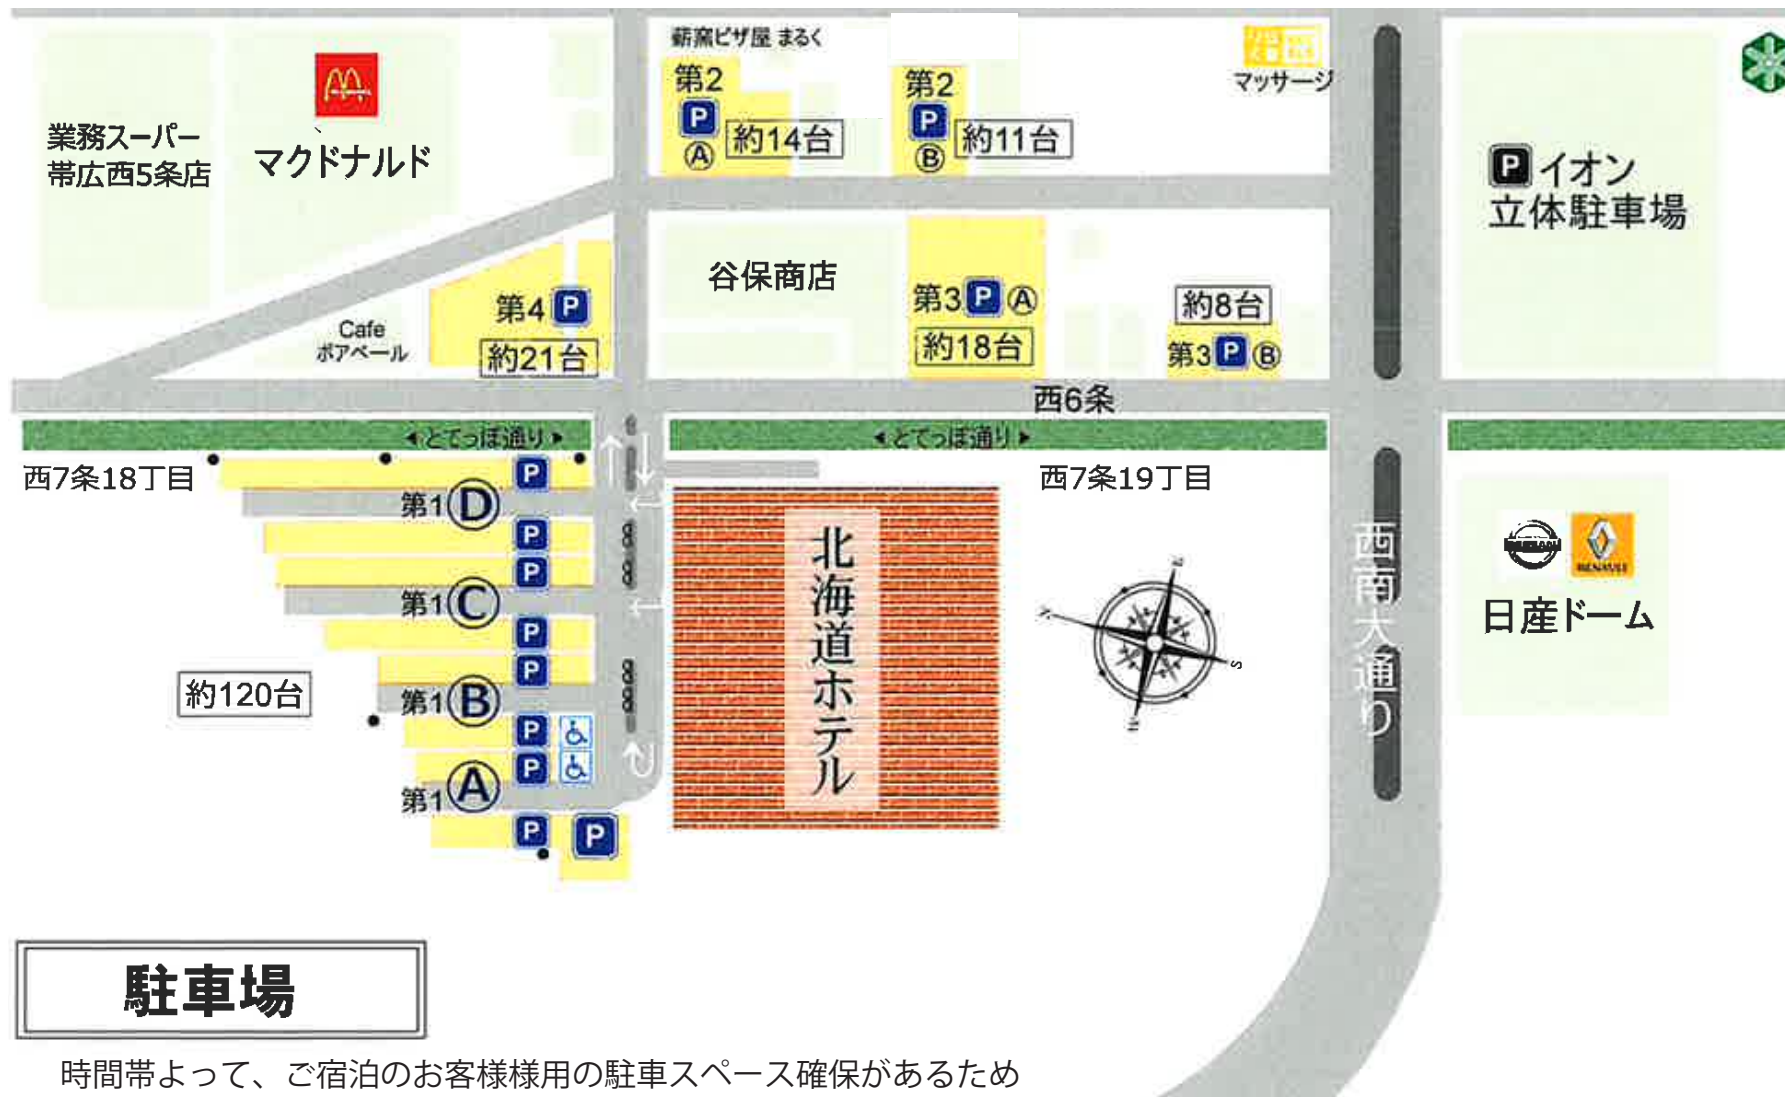 業務スーパー
帯広西5条店
マクドナルド
薪窯ピザ屋 まるく
第2
P
A
約14台
第2
P
B
約11台
マッサージ
P イオン
立体駐車場
Cafe
ボアベール
第4 P
約21台
谷保商店
第3 P A
約18台
約8台
第3 P B
西6条
とてっぽ通り
とてっぽ通り
西7条18丁目
西7条19丁目
P
第1 D
P
P
第1 C
P
P
約120台
第1 B
P
P
第1 A
P
P
北海道ホテル
S
西南大通り
NISSAN
RENAULT
日産ドーム
駐車場
時間帯よって、ご宿泊のお客様様用の駐車スペース確保があるため